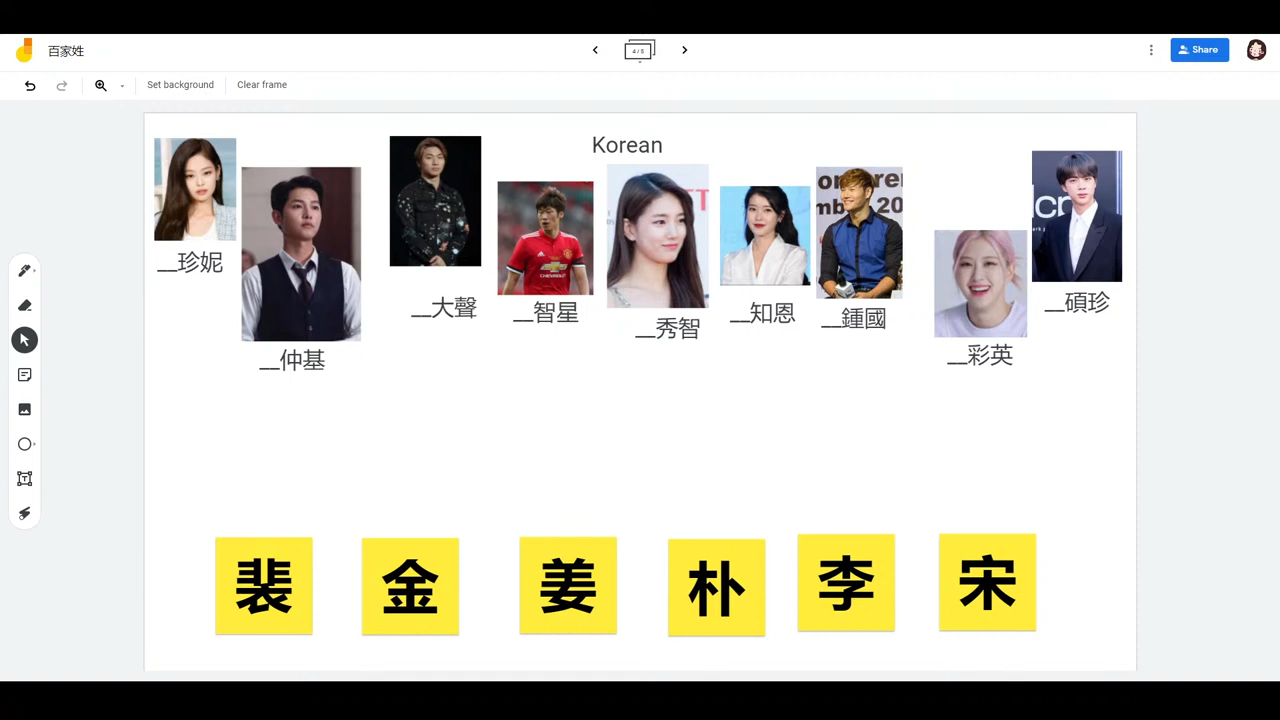 百家姓
4 / 5
Share
Set background
Clear frame
Korean
__珍妮
__仲基
__大聲
__智星
__秀智
__知恩
__鍾國
__彩英
__碩珍
裴
金
姜
朴
李
宋